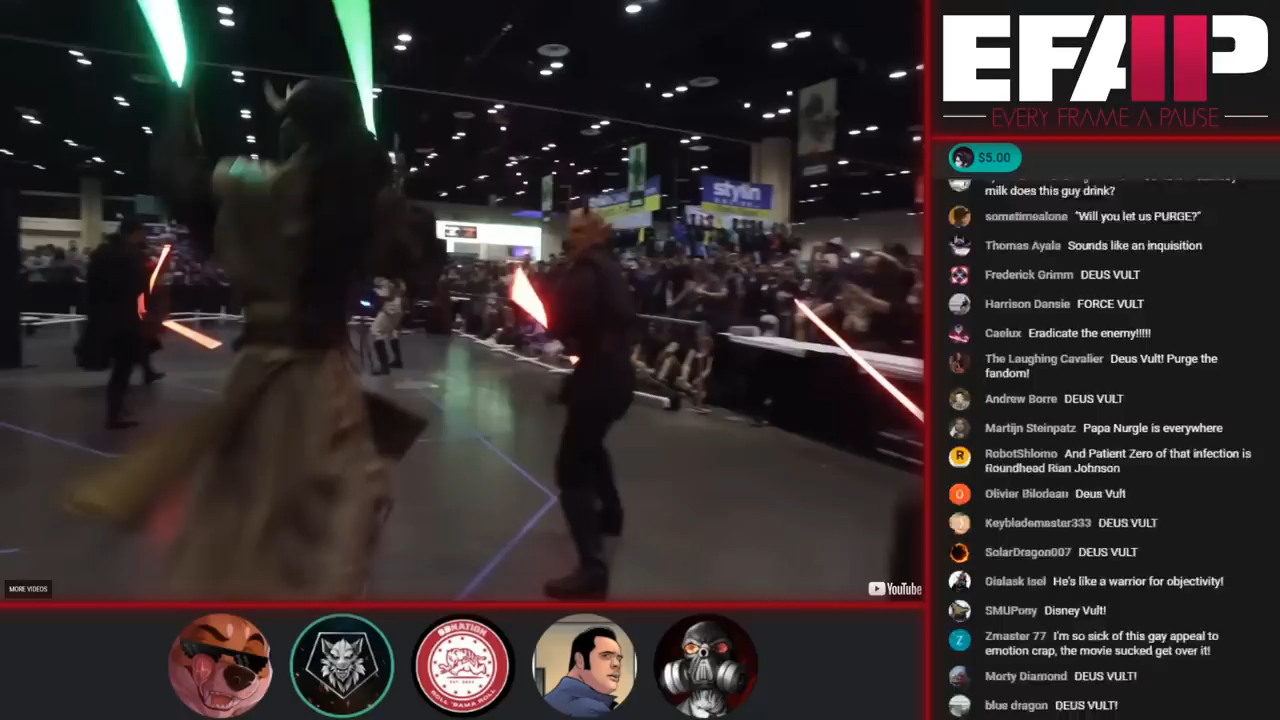 stylin
MORE VIDEOS
YouTube
BDNATION
ROLL 'BAMA ROLL
EFAP
EVERY FRAME A PAUSE
$5.00
milk does this guy drink?
sometimealone "Will you let us PURGE?"
Thomas Ayala Sounds like an inquisition
Frederick Grimm DEUS VULT
Harrison Dansie FORCE VULT
Caelux Eradicate the enemy!!!!!
The Laughing Cavalier Deus Vult! Purge the
fandom!
Andrew Borre DEUS VULT
Martijn Steinpatz Papa Nurgle is everywhere
R RobotShlomo And Patient Zero of that infection is
Roundhead Rian Johnson
O Olivier Bilodeau Deus Vult
Keyblademaster333 DEUS VULT
SolarDragon007 DEUS VULT
Dialask Isel He's like a warrior for objectivity!
SMUPony Disney Vult!
Z Zmaster 77 I'm so sick of this gay appeal to
emotion crap, the movie sucked get over it!
Morty Diamond DEUS VULT!
blue dragon DEUS VULT!